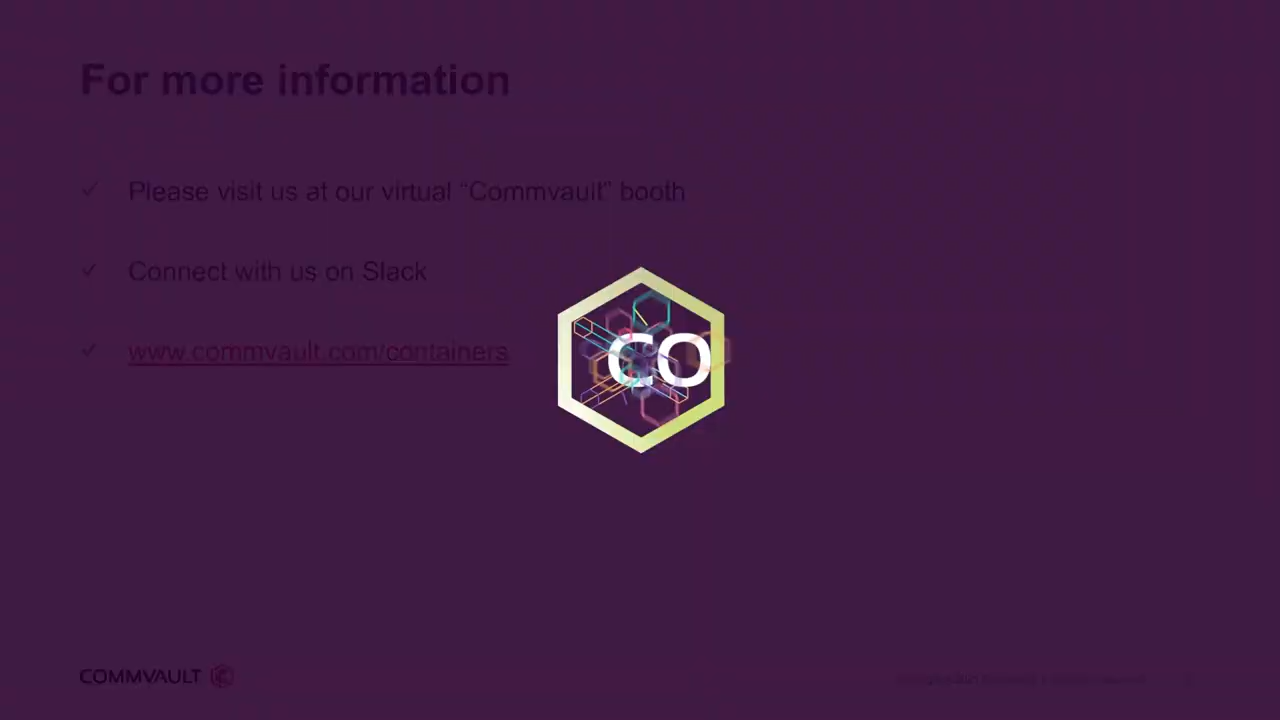 For more information
✓ Please visit us at our virtual “Commvault” booth
✓ Connect with us on Slack
✓ www.commvault.com/containers
CO
COMMVAULT